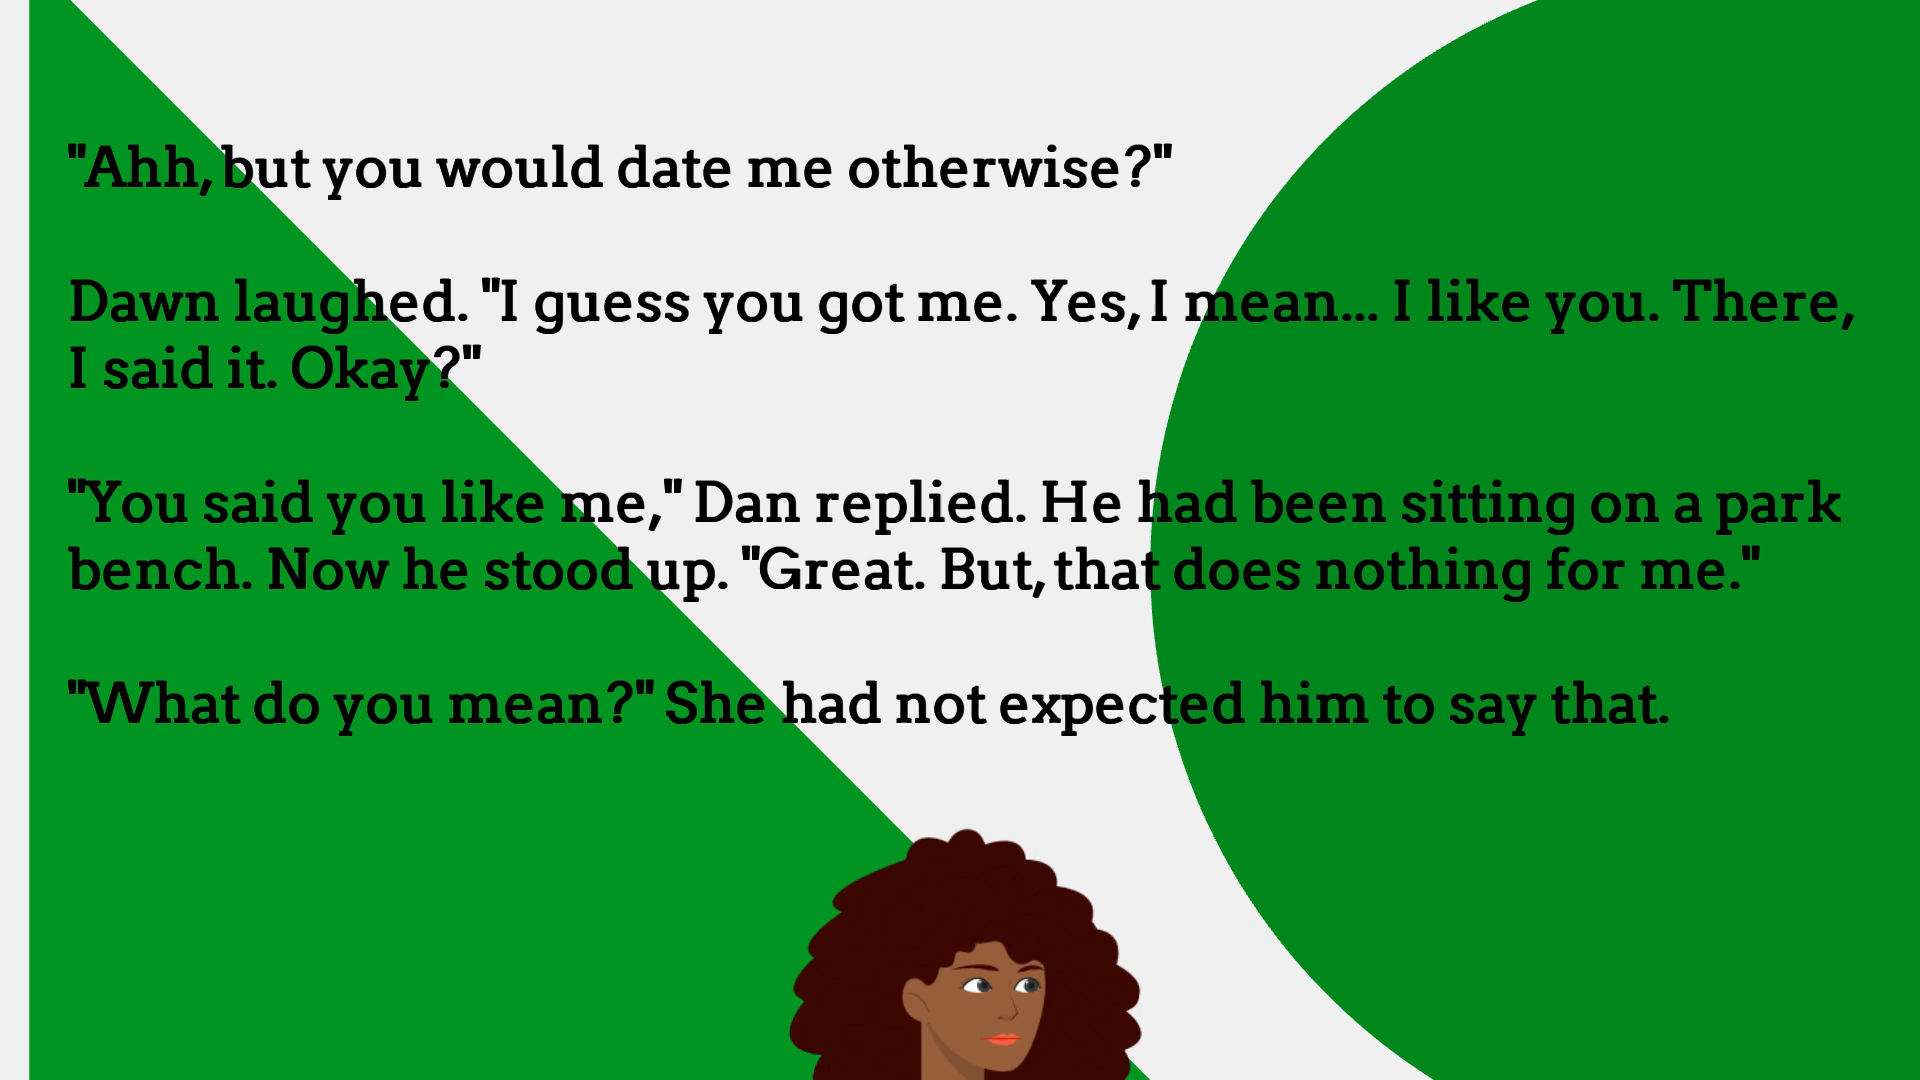 "Ahh, but you would date me otherwise?"
Dawn laughed. "I guess you got me. Yes, I mean... I like you. There,
I said it. Okay?"
"You said you like me," Dan replied. He had been sitting on a park
bench. Now he stood up. "Great. But, that does nothing for me."
"What do you mean?" She had not expected him to say that.